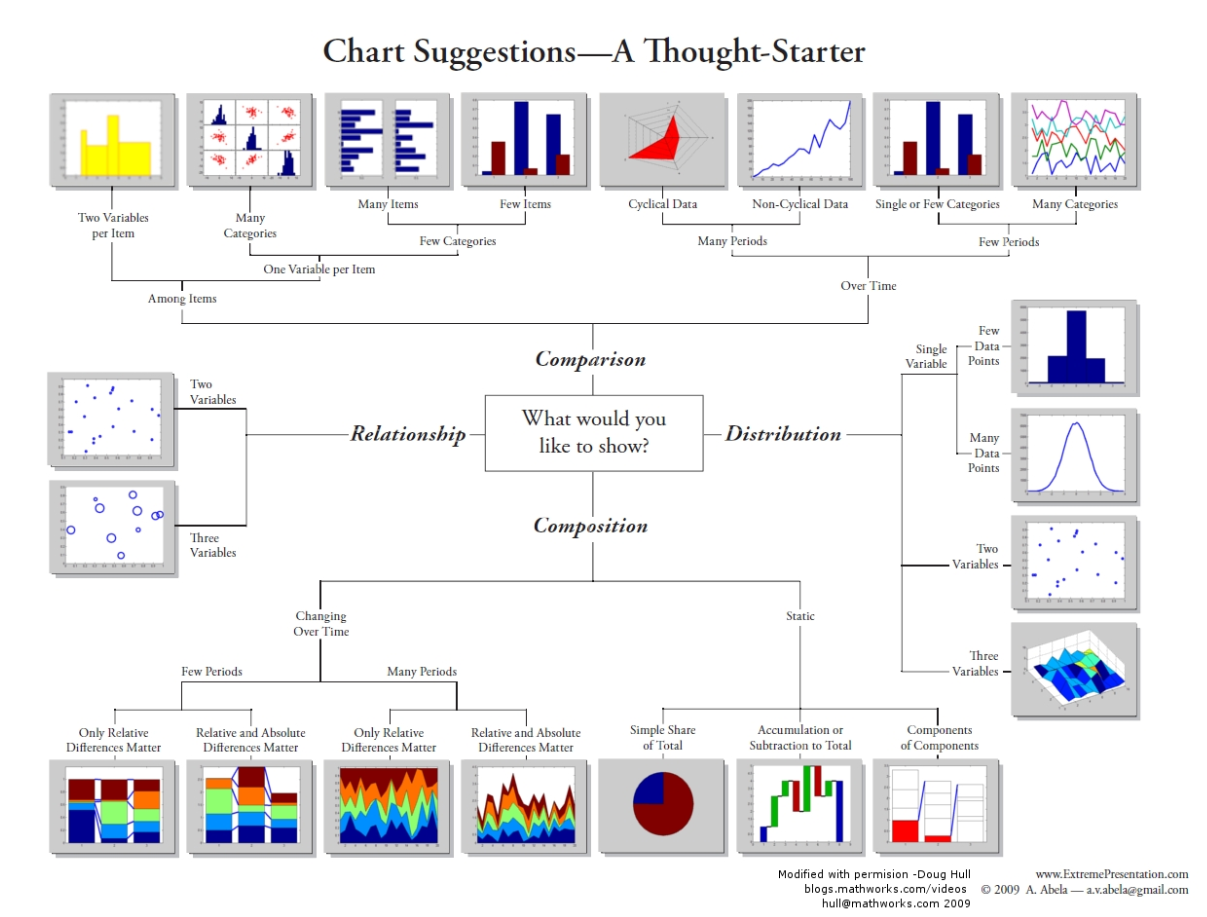 Chart Suggestions—A Thought-Starter
Two Variables
per Item
Many
Categories
Many Items
Few Items
Cyclical Data
Non-Cyclical Data
Single or Few Categories
Many Categories
Few Categories
Many Periods
Few Periods
One Variable per Item
Over Time
Among Items
Comparison
Few
Data
Points
Single
Variable
Two
Variables
What would you
like to show?
Relationship
Distribution
Many
Data
Points
Composition
Three
Variables
Two
Variables
Changing
Over Time
Static
Three
Variables
Few Periods
Many Periods
Only Relative
Differences Matter
Relative and Absolute
Differences Matter
Only Relative
Differences Matter
Relative and Absolute
Differences Matter
Simple Share
of Total
Accumulation or
Subtraction to Total
Components
of Components
Modified with permision -Doug Hull
blogs.mathworks.com/videos
hull@mathworks.com 2009
www.ExtremePresentation.com
© 2009 A. Abela — a.v.abela@gmail.com